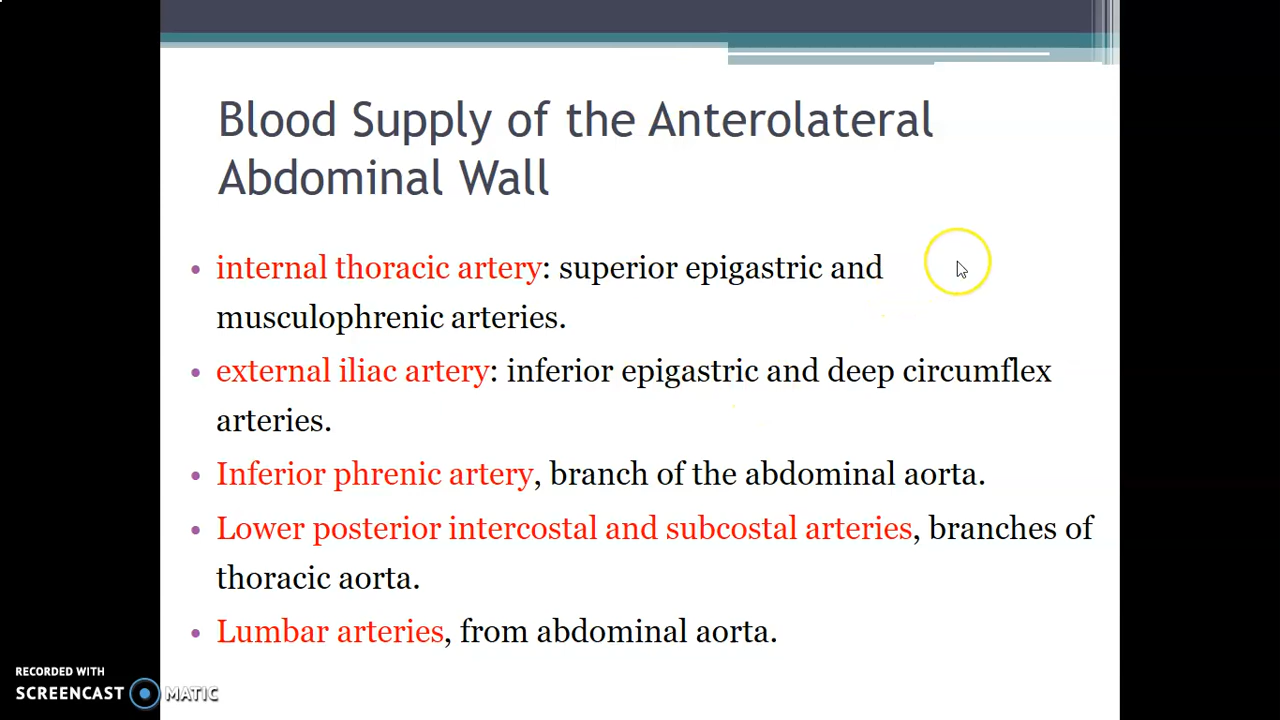 Blood Supply of the Anterolateral
Abdominal Wall
• internal thoracic artery: superior epigastric and
musculophrenic arteries.
• external iliac artery: inferior epigastric and deep circumflex
arteries.
• Inferior phrenic artery, branch of the abdominal aorta.
• Lower posterior intercostal and subcostal arteries, branches of
thoracic aorta.
• Lumbar arteries, from abdominal aorta.
RECORDED WITH
SCREENCAST MATIC